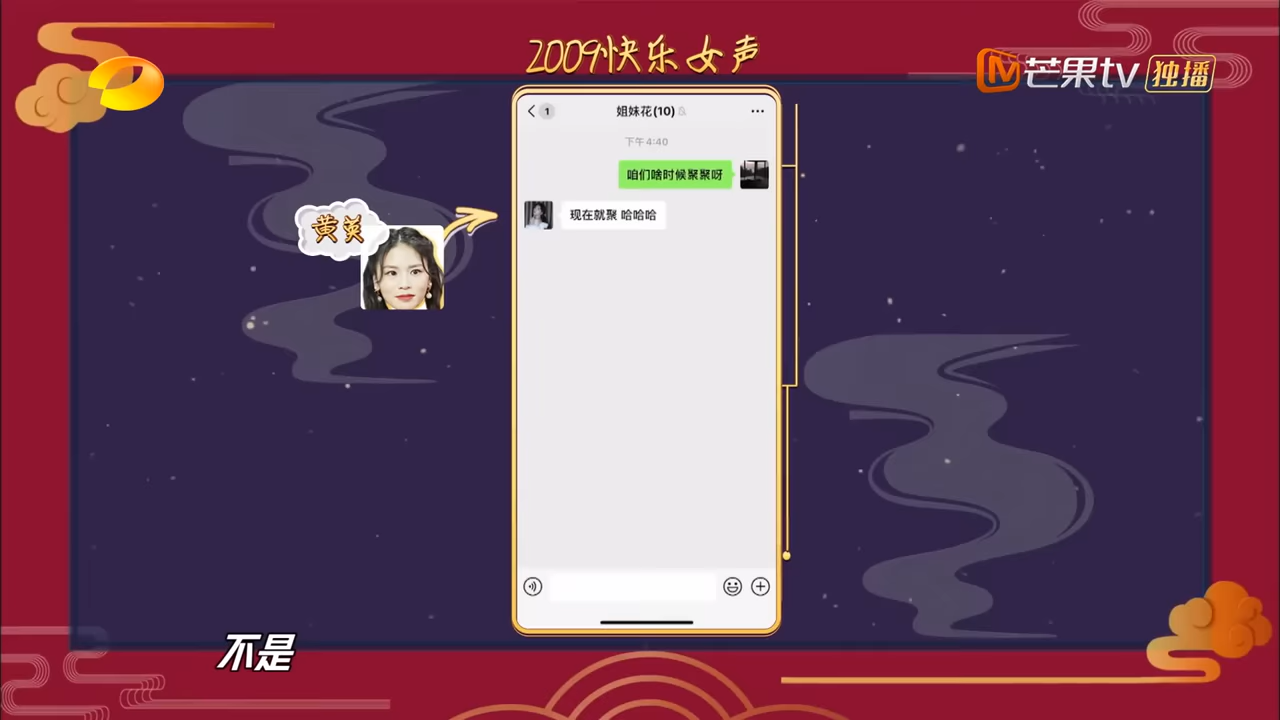 2009快乐女声
芒果tv 独播
1
姐妹花(10)
下午4:40
咱们啥时候聚聚呀
现在就聚 哈哈哈
黄英
不是